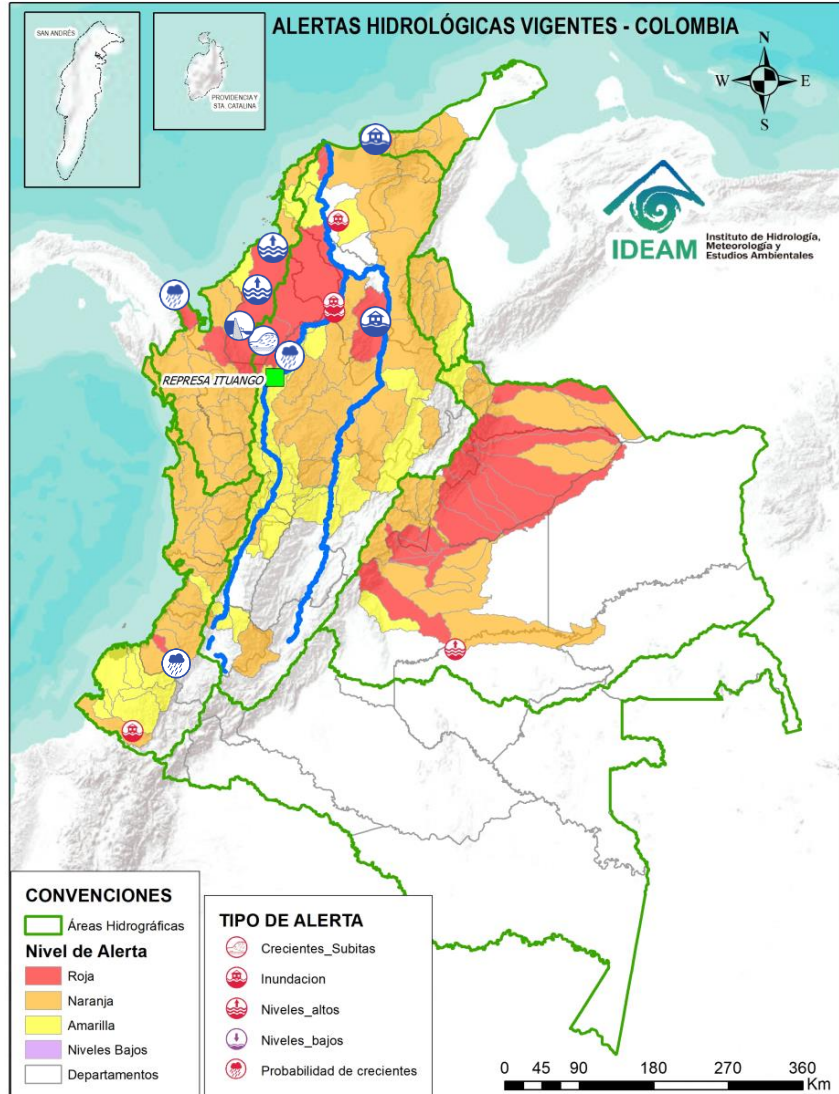 ALERTAS HIDROLÓGICAS VIGENTES - COLOMBIA
SAN ANDRÉS
PROVIDENCIA Y
STA. CATALINA
N
W
E
S
IDEAM
Instituto de Hidrología,
Meteorología y
Estudios Ambientales
REPRESA ITUANGO
CONVENCIONES
Áreas Hidrográficas
Nivel de Alerta
Roja
Naranja
Amarilla
Niveles Bajos
Departamentos
TIPO DE ALERTA
Crecientes_Subitas
Inundacion
Niveles_altos
Niveles_bajos
Probabilidad de crecientes
0 45 90 180 270 360
Km